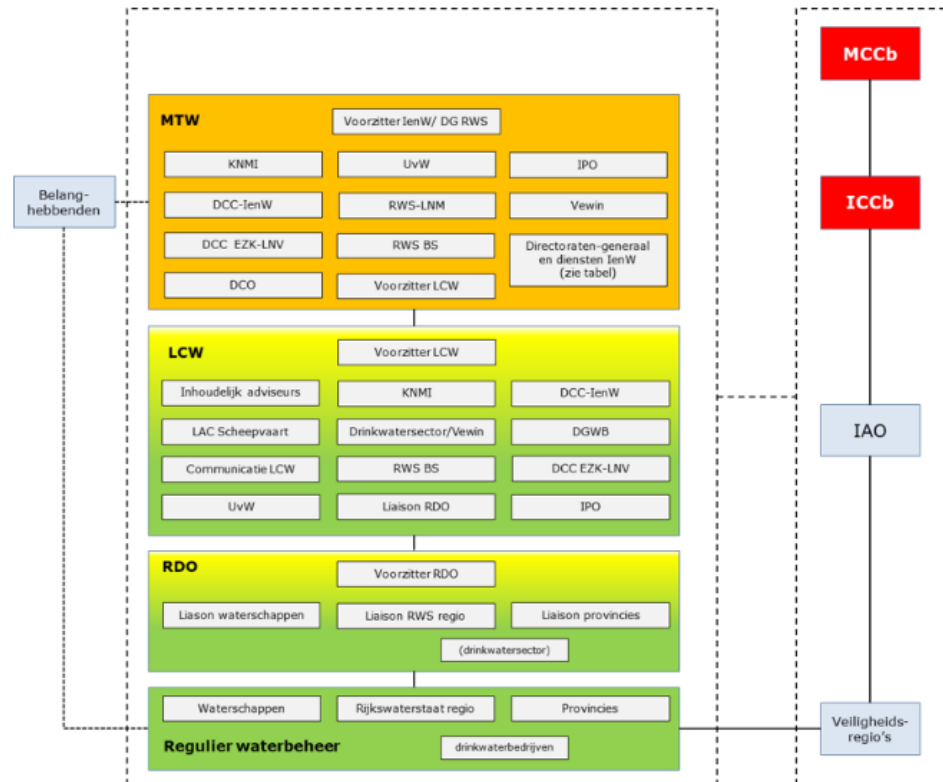 MCCb
MTW
Voorzitter IenW/ DG RWS
KNMI
UvW
IPO
Belang-
hebbenden
DCC-IenW
RWS-LNM
Vewin
ICCb
DCC EZK-LNV
RWS BS
Directoraten-generaal
en diensten IenW
(zie tabel)
DCO
Voorzitter LCW
LCW
Voorzitter LCW
Inhoudelijk adviseurs
KNMI
DCC-IenW
LAC Scheepvaart
Drinkwatersector/Vewin
DGWB
IAO
Communicatie LCW
RWS BS
DCC EZK-LNV
UvW
Liaison RDO
IPO
RDO
Voorzitter RDO
Liason waterschappen
Liaison RWS regio
Liaison provincies
(drinkwatersector)
Waterschappen
Rijkswaterstaat regio
Provincies
Veiligheids-
regio's
Regulier waterbeheer
drinkwaterbedrijven